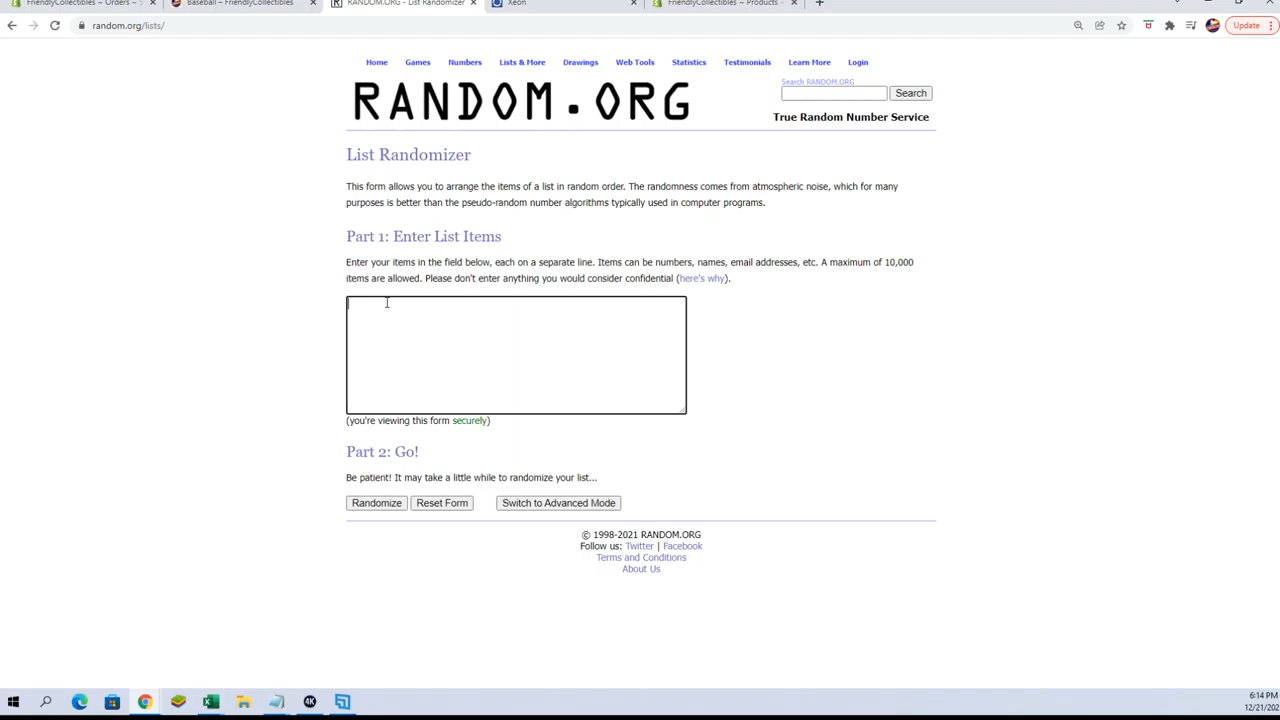 FriendlyCollectibles ~ Orders ~
Baseball – FriendlyCollectibles
RANDOM.ORG - List Randomizer
Xeon
FriendlyCollectibles ~ Products ~
random.org/lists/
Update
Home Games Numbers Lists & More Drawings Web Tools Statistics Testimonials Learn More Login
RANDOM.ORG
Search RANDOM.ORG
Search
True Random Number Service
List Randomizer
This form allows you to arrange the items of a list in random order. The randomness comes from atmospheric noise, which for many
purposes is better than the pseudo-random number algorithms typically used in computer programs.
Part 1: Enter List Items
Enter your items in the field below, each on a separate line. Items can be numbers, names, email addresses, etc. A maximum of 10,000
items are allowed. Please don't enter anything you would consider confidential (here's why).
(you're viewing this form securely)
Part 2: Go!
Be patient! It may take a little while to randomize your list...
Randomize Reset Form Switch to Advanced Mode
© 1998-2021 RANDOM.ORG
Follow us: Twitter | Facebook
Terms and Conditions
About Us
4K
6:14 PM
12/21/202